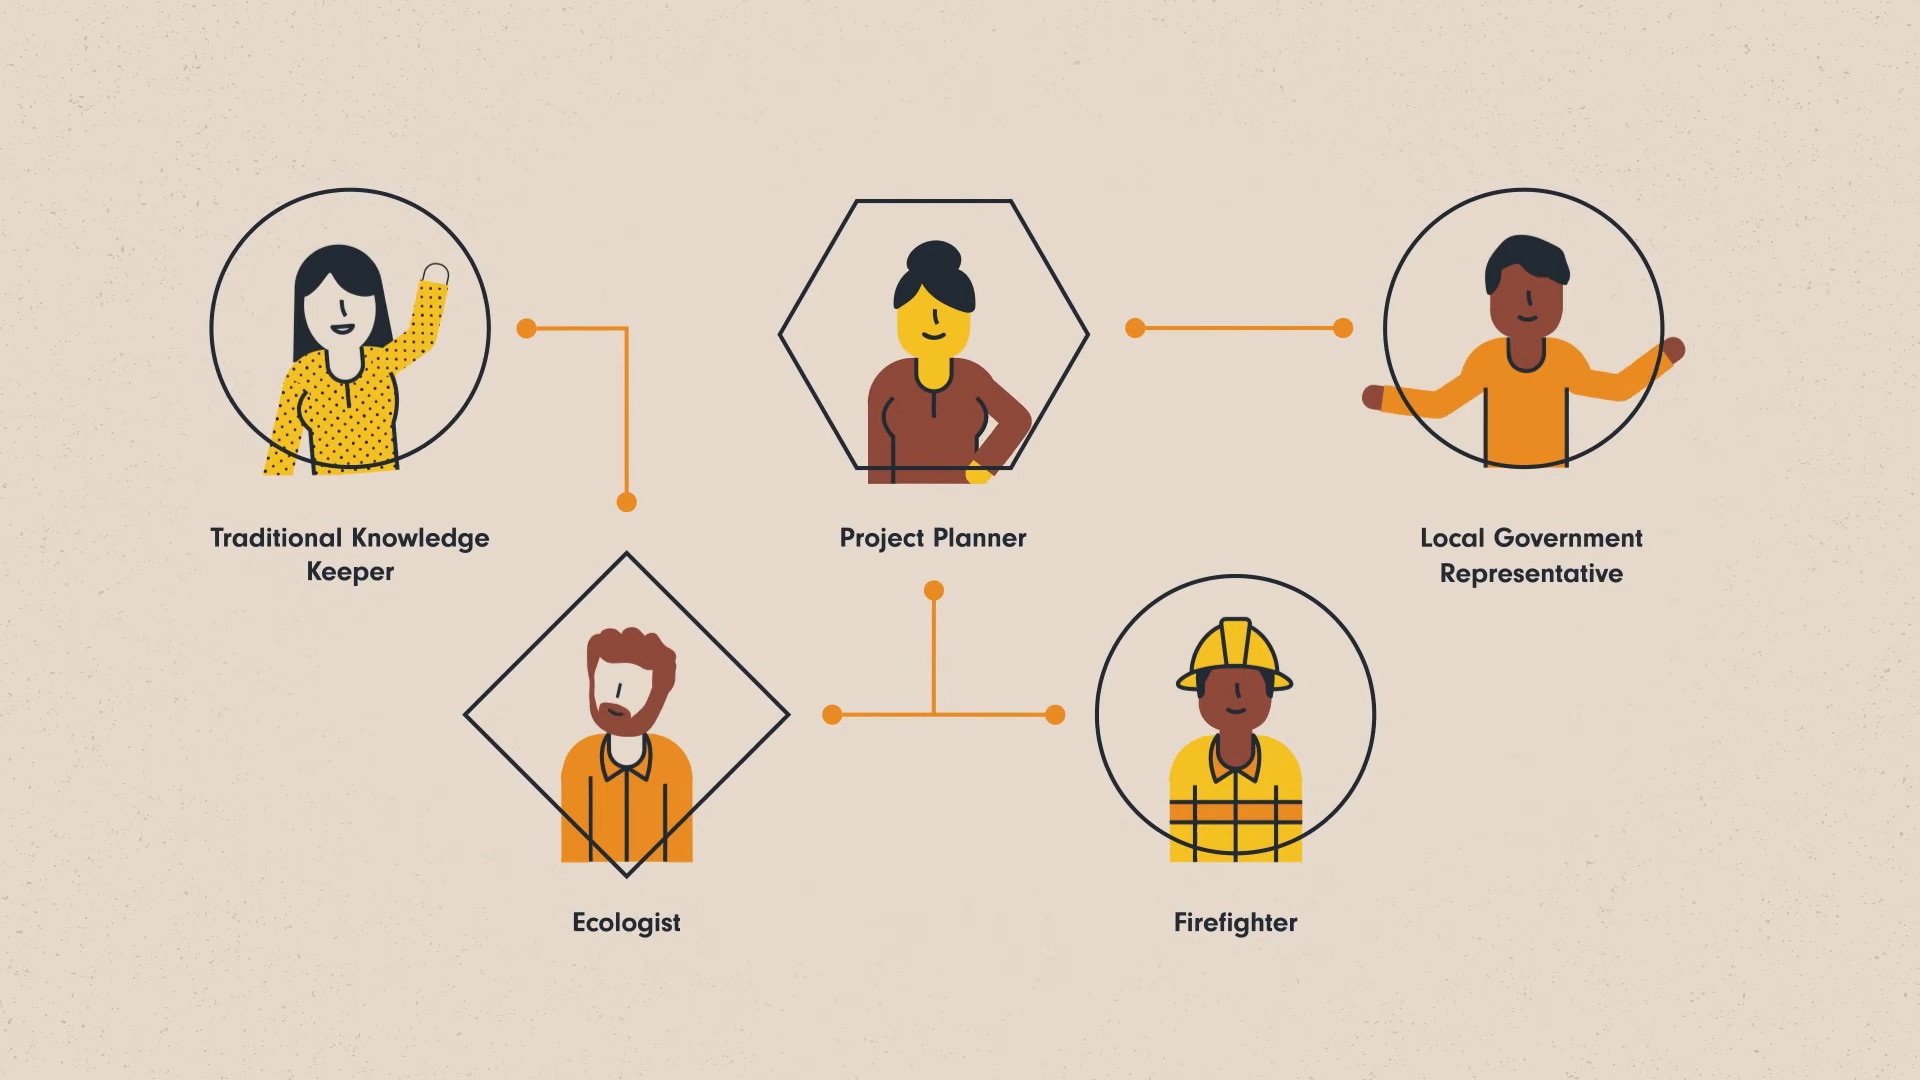 Traditional Knowledge
Keeper
Project Planner
Local Government
Representative
Ecologist
Firefighter